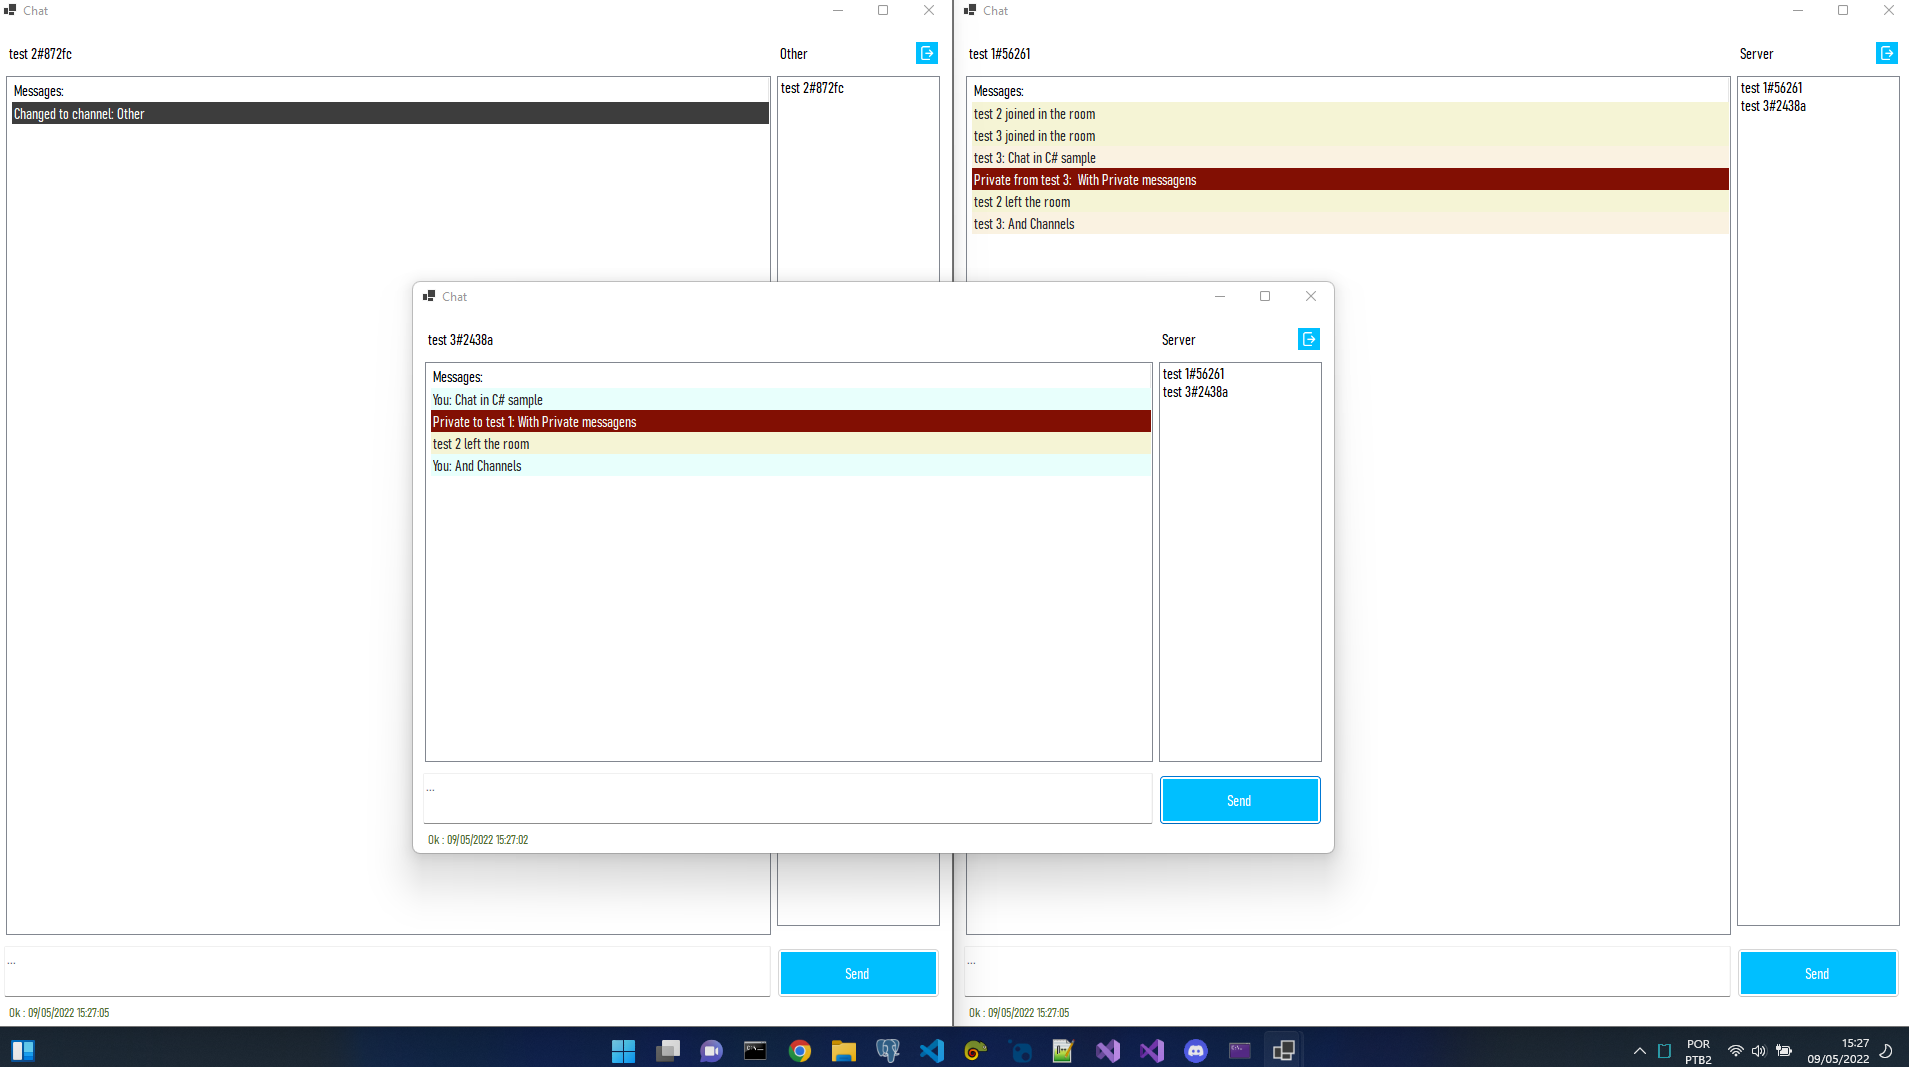 Chat
test 2#872fc
Other
Messages:
Changed to channel: Other
test 2#872fc
...
Send
Ok : 09/05/2022 15:27:05
Chat
test 1#56261
Server
Messages:
test 2 joined in the room
test 3 joined in the room
test 3: Chat in C# sample
Private from test 3:  With Private messagens
test 2 left the room
test 3: And Channels
test 1#56261
test 3#2438a
...
Send
Ok : 09/05/2022 15:27:05
Chat
test 3#2438a
Server
Messages:
You: Chat in C# sample
Private to test 1: With Private messagens
test 2 left the room
You: And Channels
test 1#56261
test 3#2438a
...
Send
Ok : 09/05/2022 15:27:02
POR
PTB2
15:27
09/05/2022